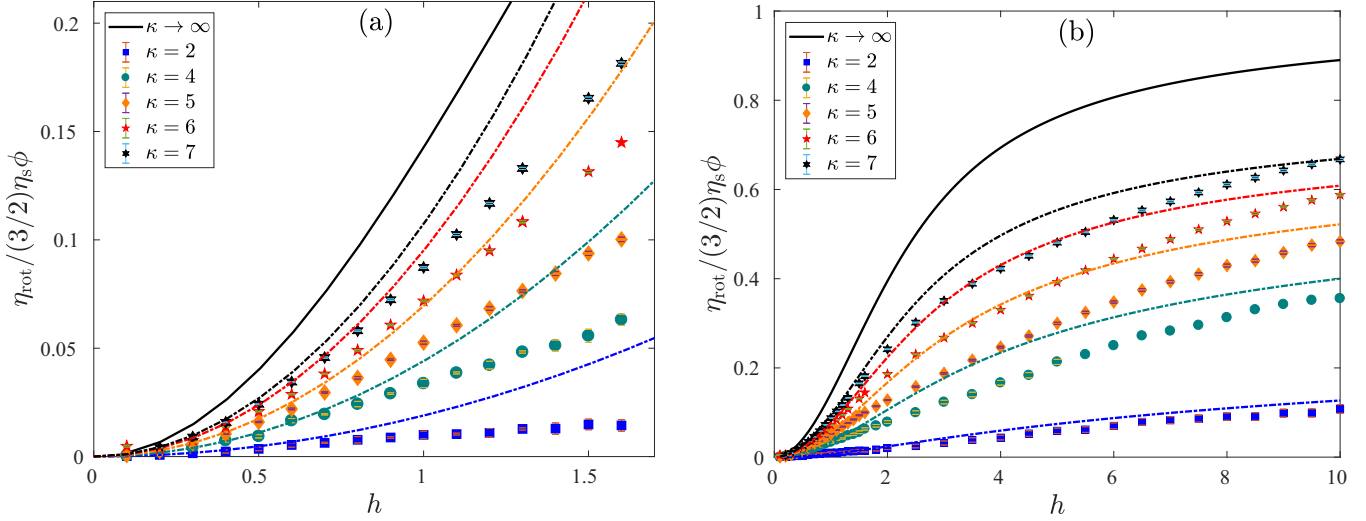 (a)
κ → ∞
κ = 2
κ = 4
κ = 5
κ = 6
κ = 7
η_rot/(3/2)η_sϕ
0.2
0.15
0.1
0.05
0
0 0.5 1 1.5
h
(b)
κ → ∞
κ = 2
κ = 4
κ = 5
κ = 6
κ = 7
η_rot/(3/2)η_sϕ
1
0.8
0.6
0.4
0.2
0
0 2 4 6 8 10
h